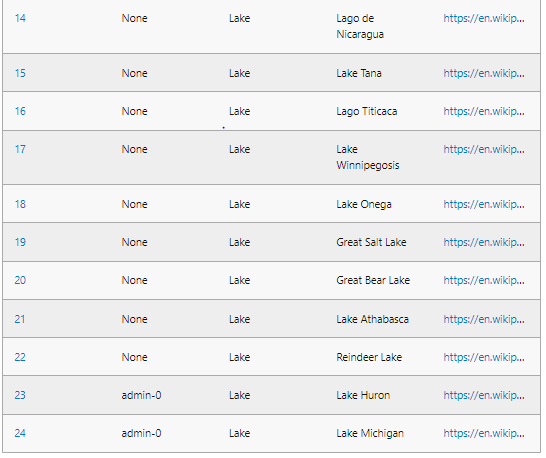 14 None Lake Lago de
Nicaragua https://en.wikip...
15 None Lake Lake Tana https://en.wikip...
16 None Lake Lago Titicaca https://en.wikip...
17 None Lake Lake
Winnipegosis https://en.wikip...
18 None Lake Lake Onega https://en.wikip...
19 None Lake Great Salt Lake https://en.wikip...
20 None Lake Great Bear Lake https://en.wikip...
21 None Lake Lake Athabasca https://en.wikip...
22 None Lake Reindeer Lake https://en.wikip...
23 admin-0 Lake Lake Huron https://en.wikip...
24 admin-0 Lake Lake Michigan https://en.wikip...